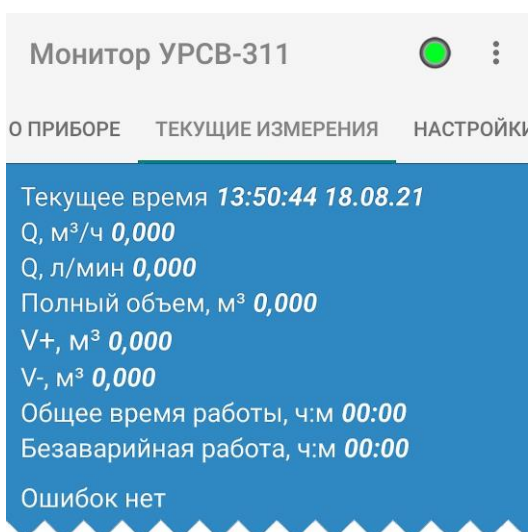 Монитор УРСВ-311
О ПРИБОРЕ ТЕКУЩИЕ ИЗМЕРЕНИЯ НАСТРОЙКИ
Текущее время 13:50:44 18.08.21
Q, м³/ч 0,000
Q, л/мин 0,000
Полный объем, м³ 0,000
V+, м³ 0,000
V-, м³ 0,000
Общее время работы, ч:м 00:00
Безаварийная работа, ч:м 00:00
Ошибок нет